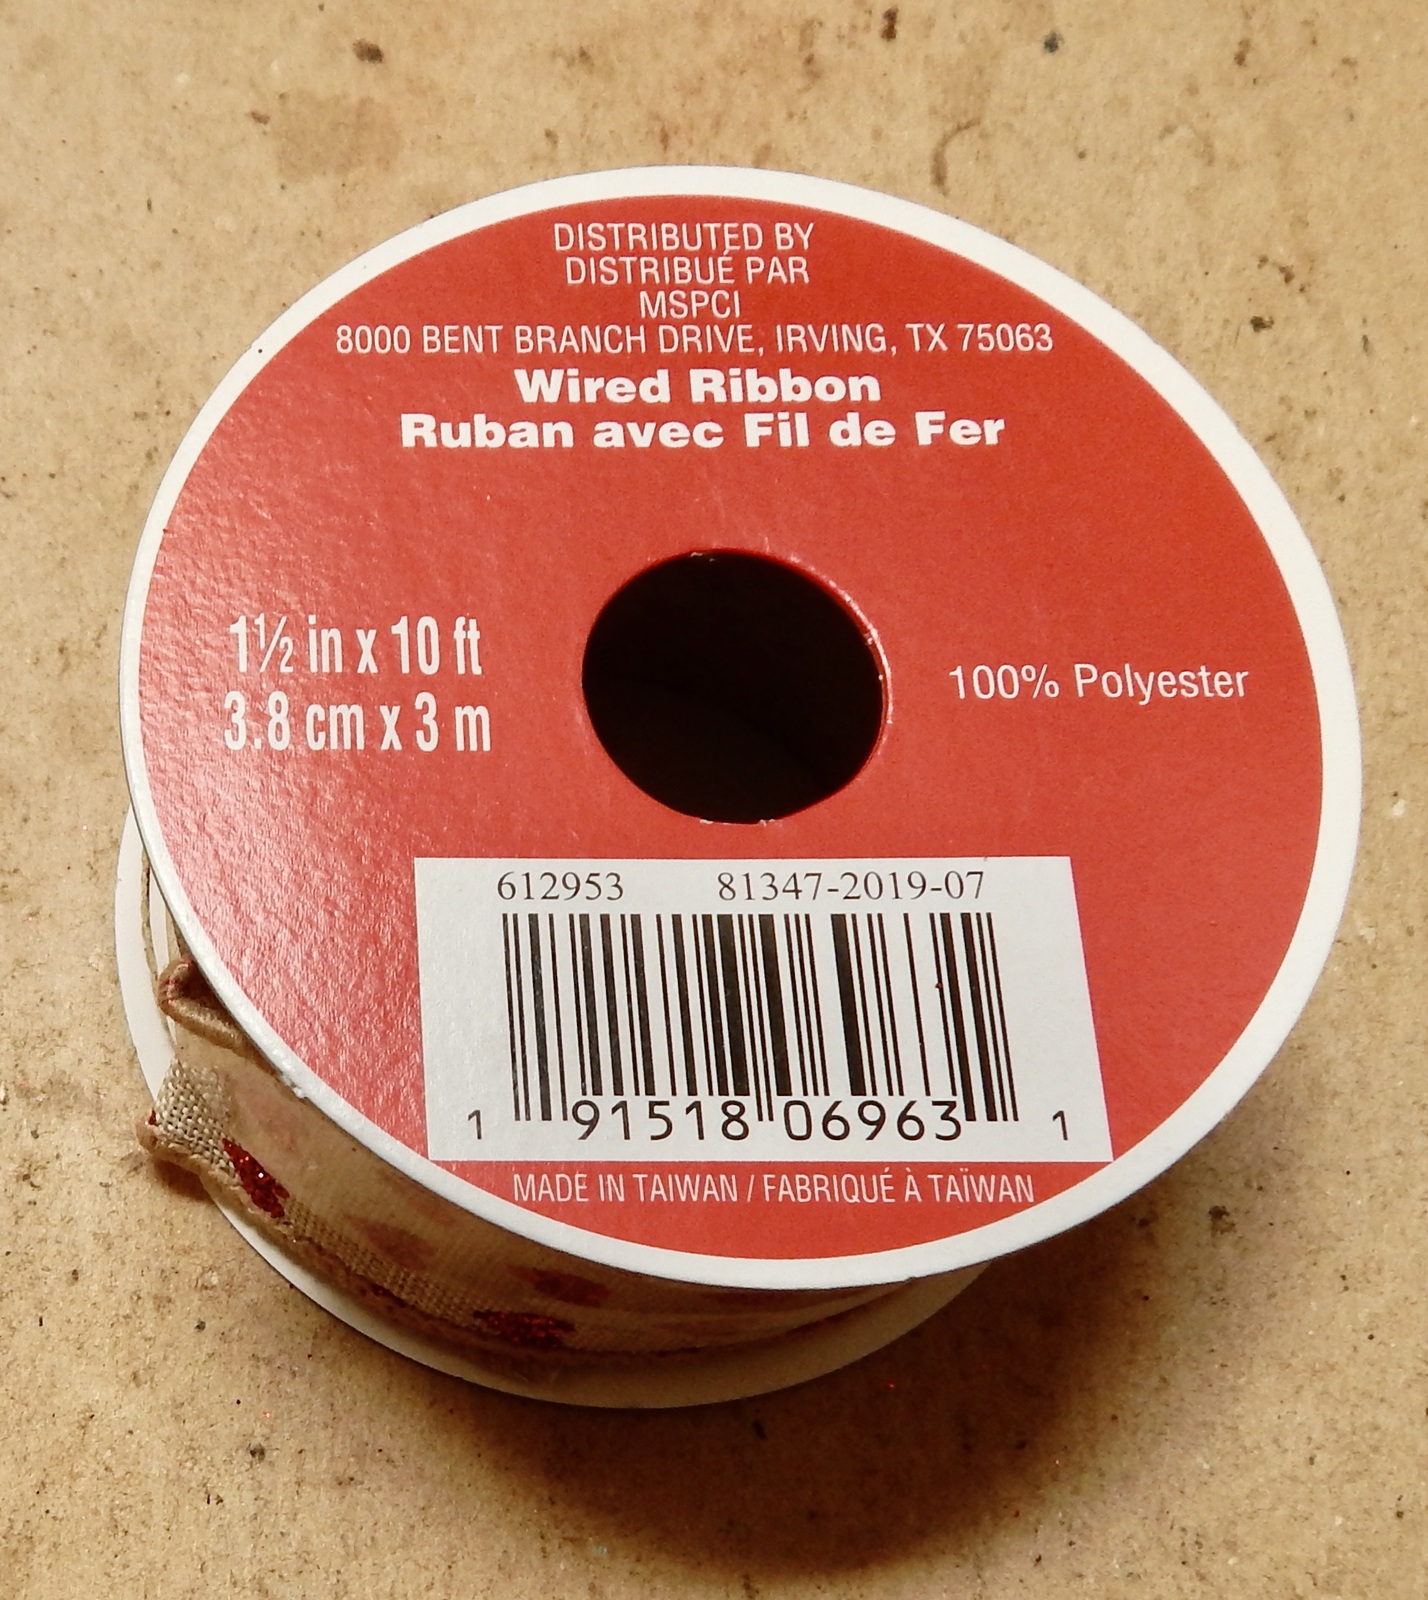 DISTRIBUTED BY
DISTRIBUÉ PAR
MSPCI
8000 BENT BRANCH DRIVE, IRVING, TX 75063
Wired Ribbon
Ruban avec Fil de Fer
1½ in x 10 ft
3.8 cm x 3 m
100% Polyester
612953 81347-2019-07
1 91518 06963 1
MADE IN TAIWAN / FABRIQUÉ À TAÏWAN